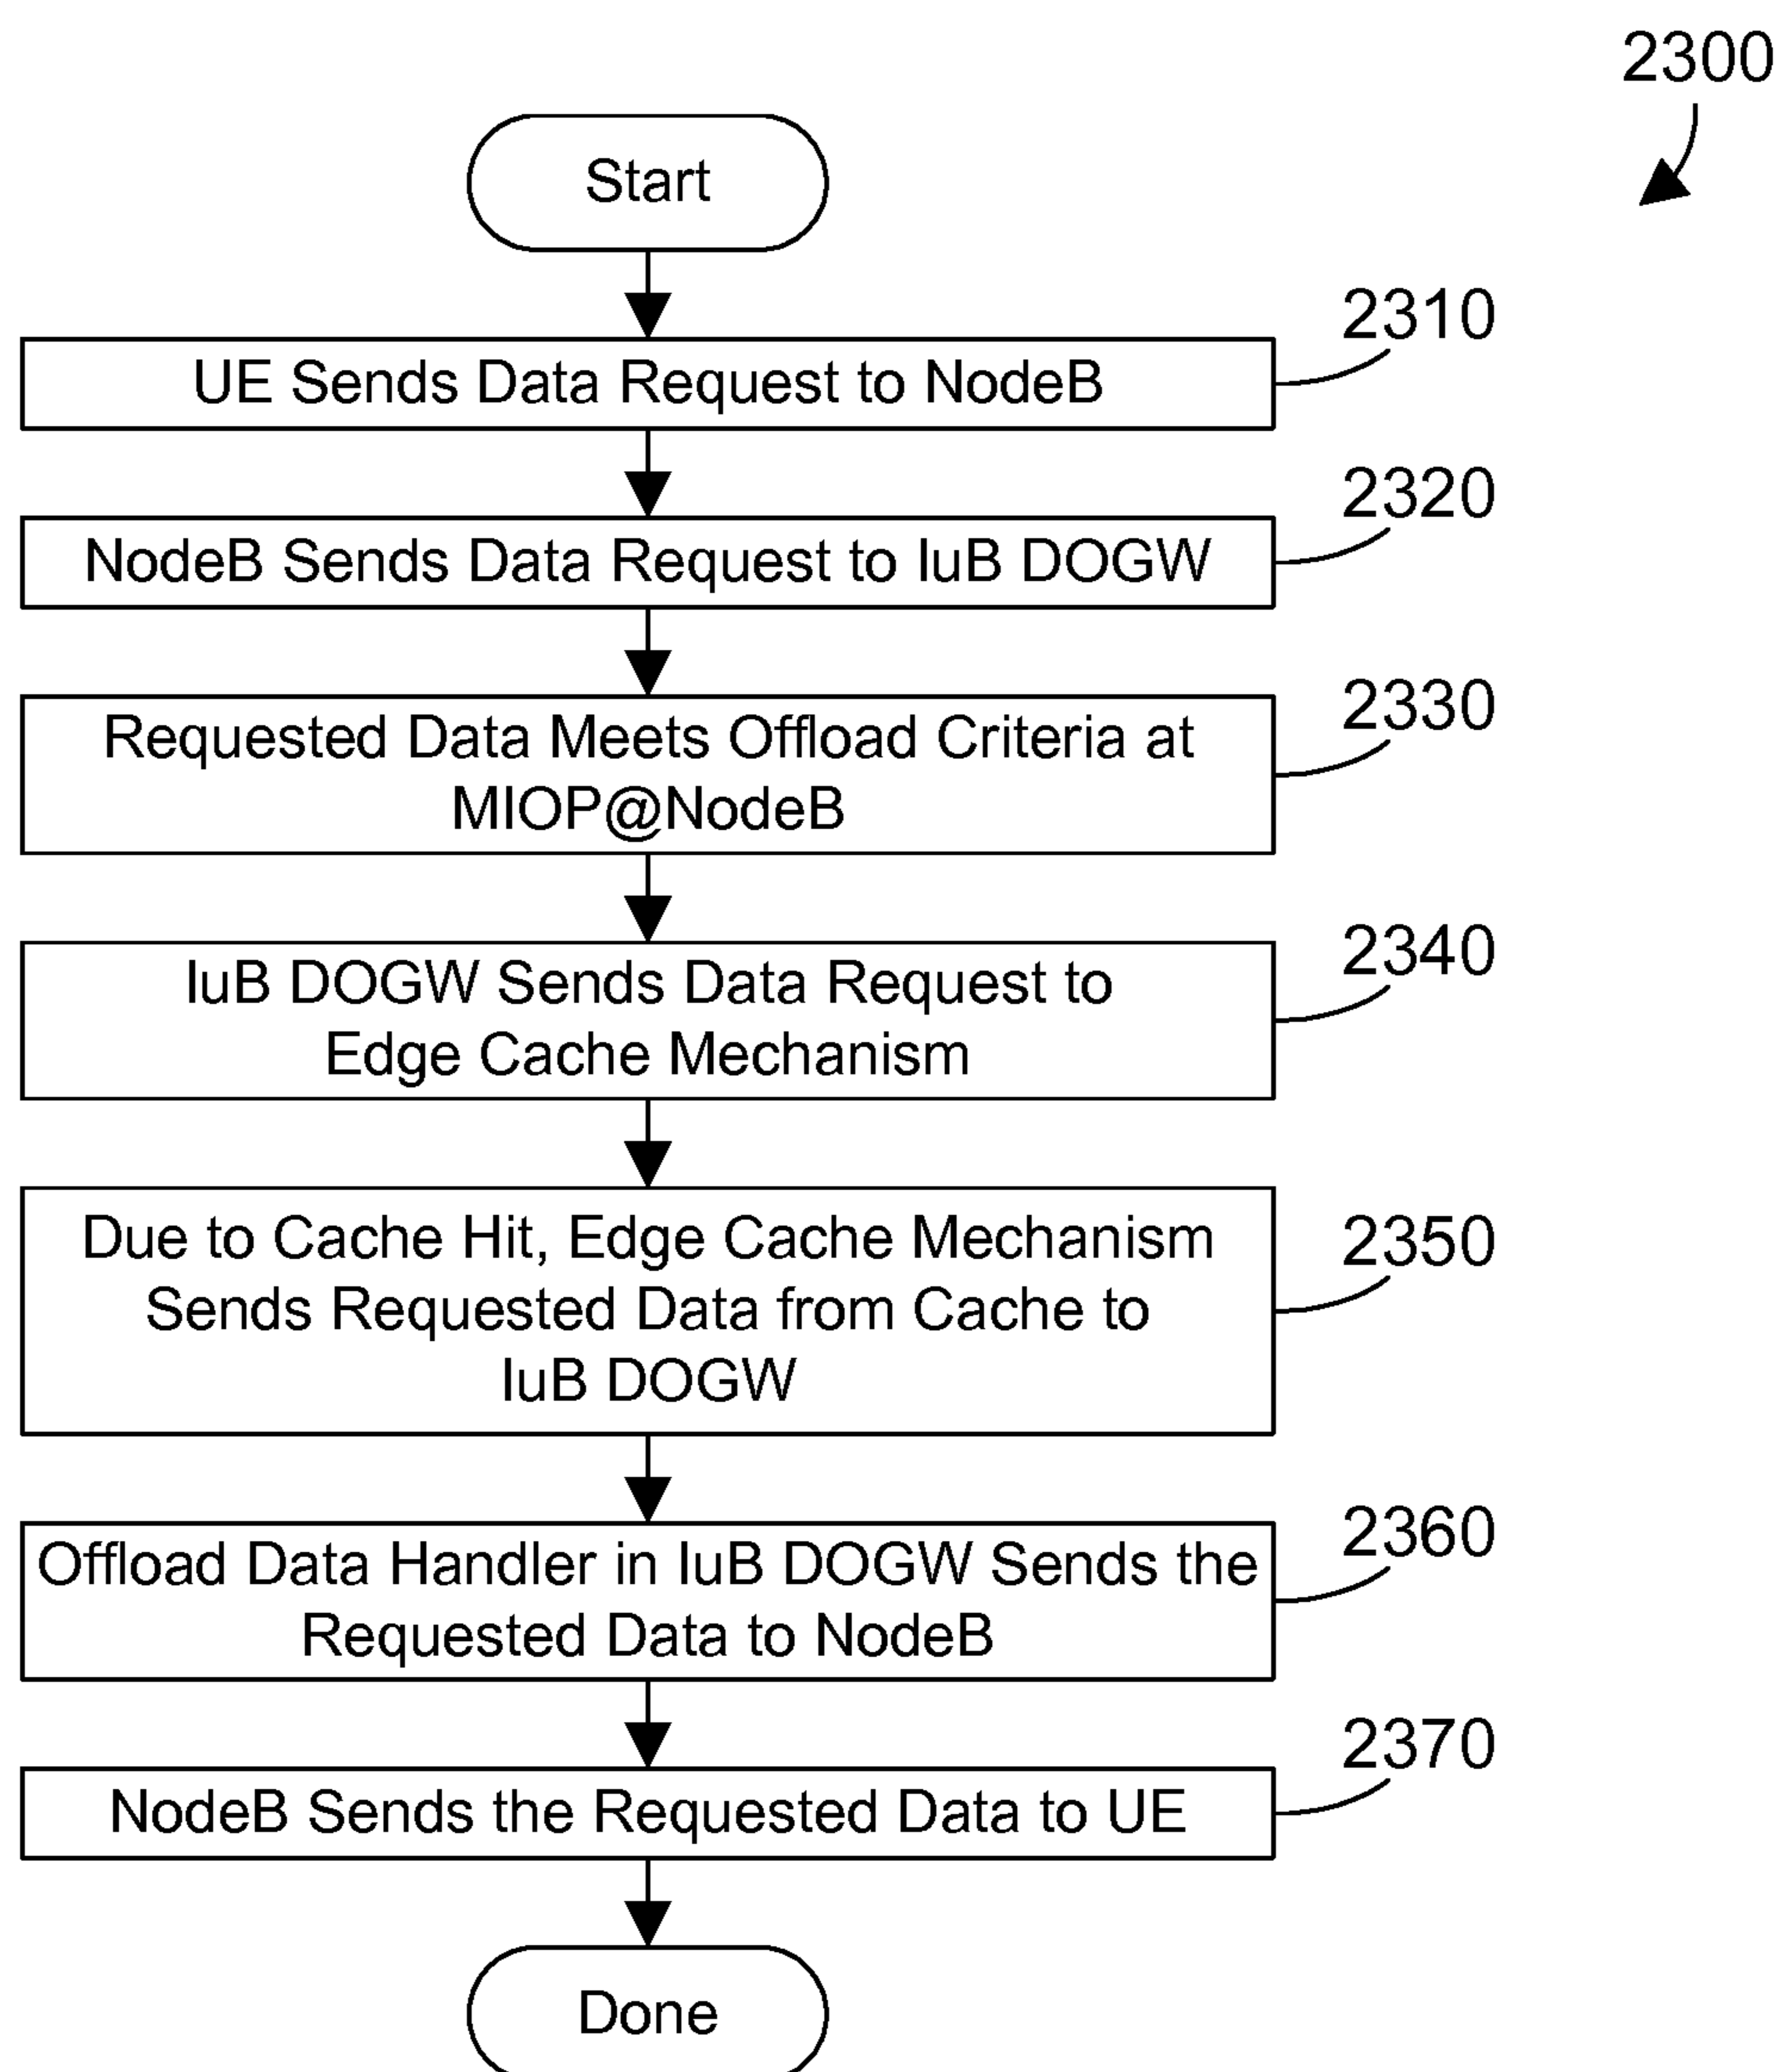 2300
Start
2310
UE Sends Data Request to NodeB
2320
NodeB Sends Data Request to IuB DOGW
2330
Requested Data Meets Offload Criteria at
MIOP@NodeB
2340
IuB DOGW Sends Data Request to
Edge Cache Mechanism
2350
Due to Cache Hit, Edge Cache Mechanism
Sends Requested Data from Cache to
IuB DOGW
2360
Offload Data Handler in IuB DOGW Sends the
Requested Data to NodeB
2370
NodeB Sends the Requested Data to UE
Done